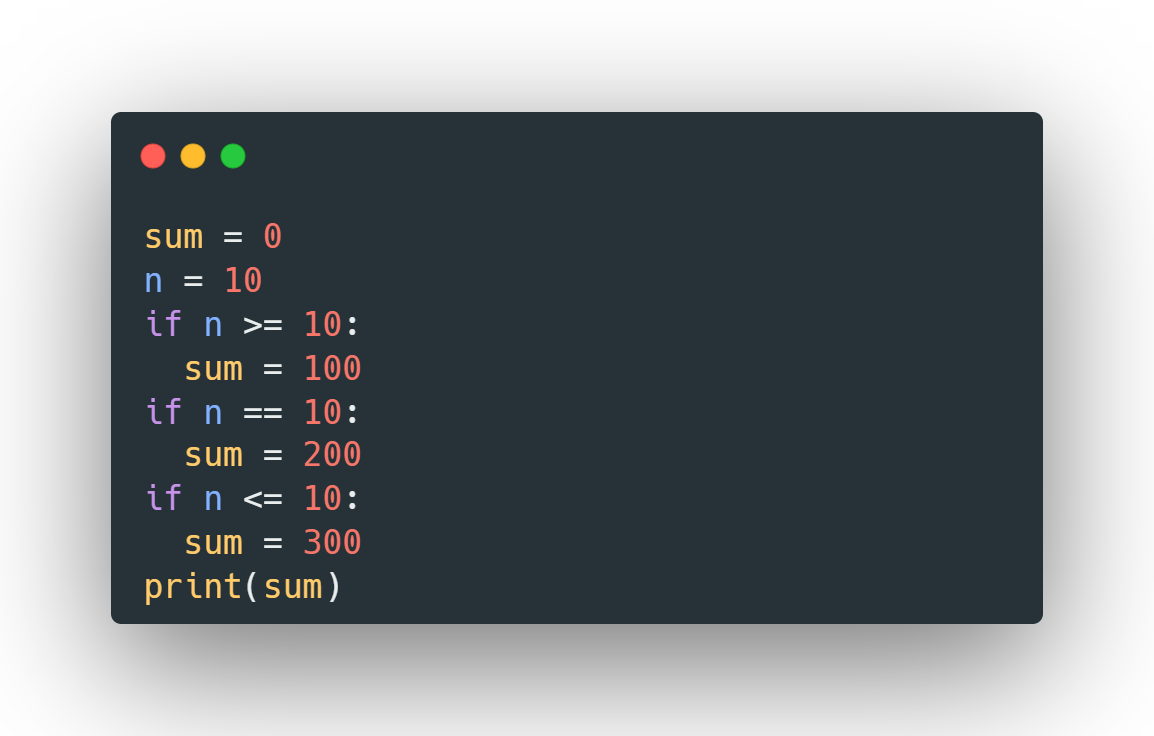 sum = 0
n = 10
if n >= 10:
  sum = 100
if n == 10:
  sum = 200
if n <= 10:
  sum = 300
print(sum)